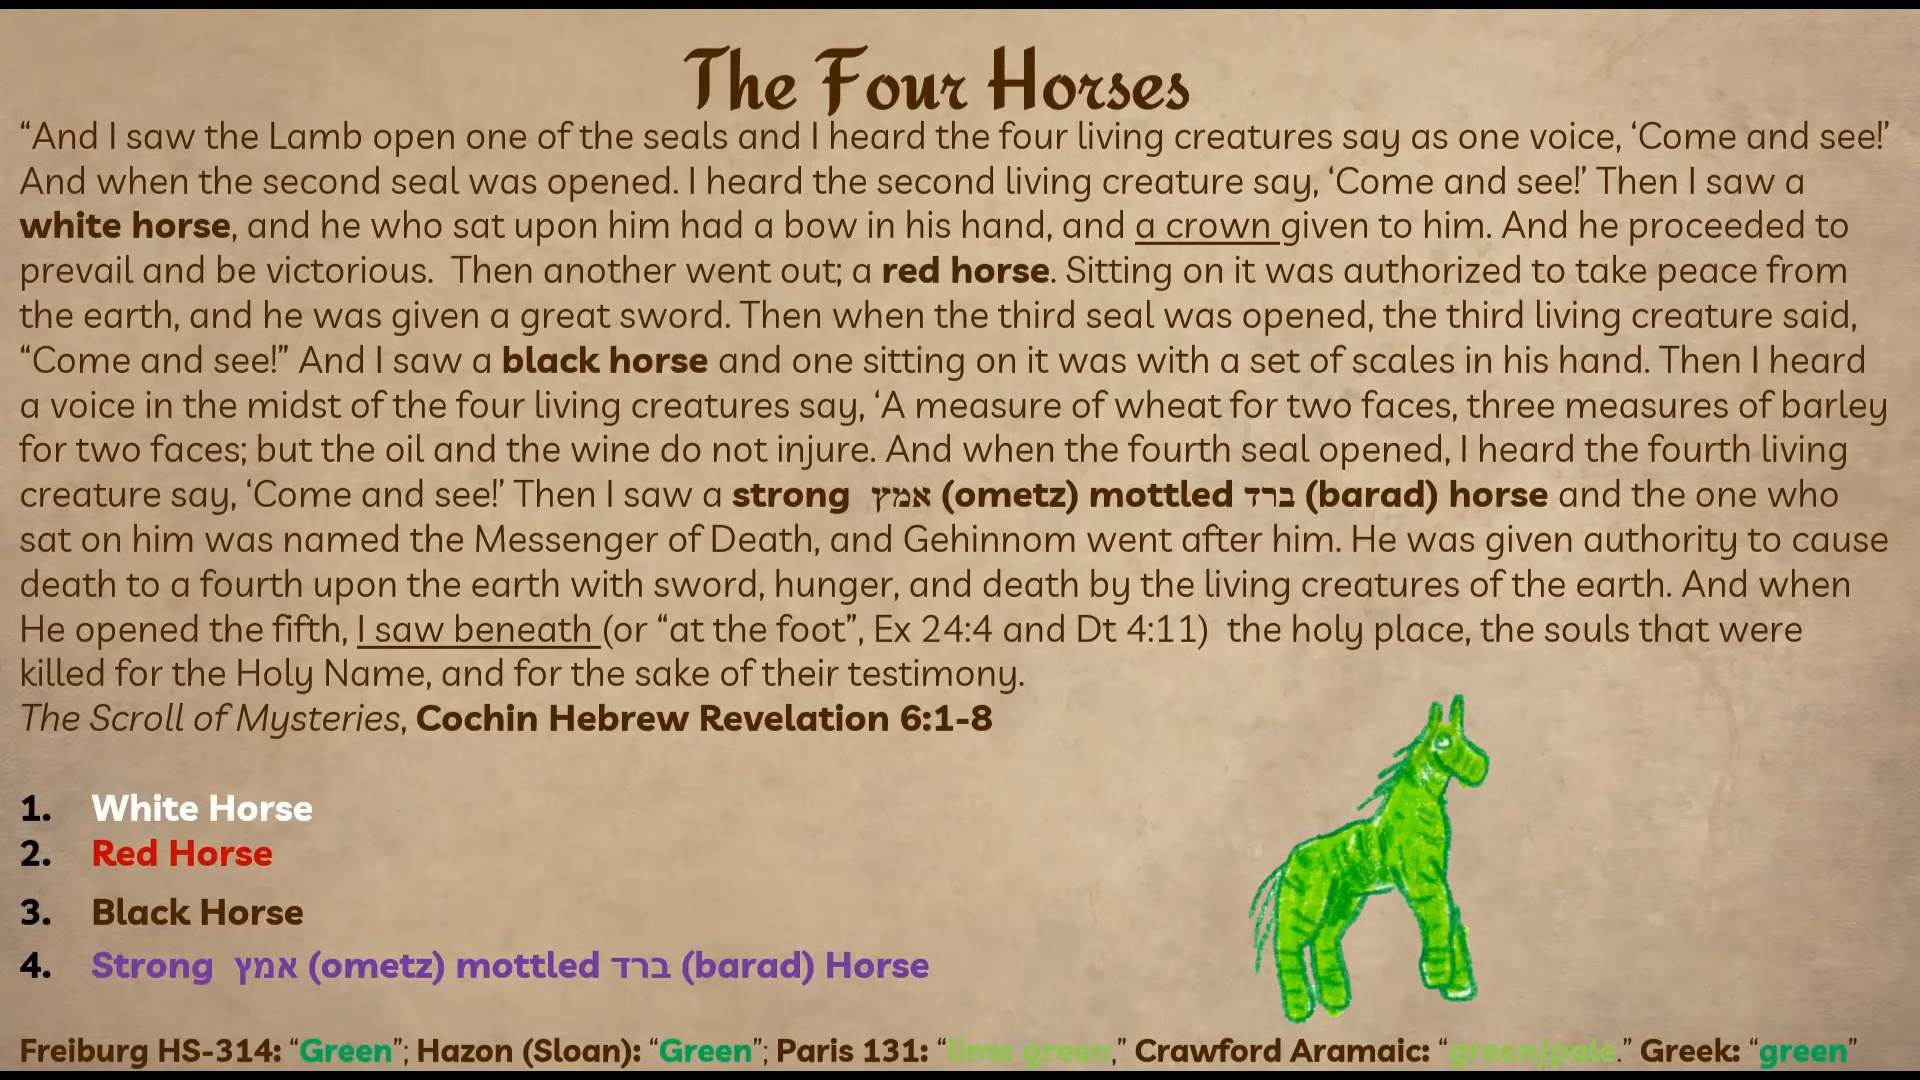 The Four Horses
“And I saw the Lamb open one of the seals and I heard the four living creatures say as one voice, ‘Come and see!’
And when the second seal was opened. I heard the second living creature say, ‘Come and see!’ Then I saw a
white horse, and he who sat upon him had a bow in his hand, and a crown given to him. And he proceeded to
prevail and be victorious.  Then another went out; a red horse. Sitting on it was authorized to take peace from
the earth, and he was given a great sword. Then when the third seal was opened, the third living creature said,
“Come and see!” And I saw a black horse and one sitting on it was with a set of scales in his hand. Then I heard
a voice in the midst of the four living creatures say, ‘A measure of wheat for two faces, three measures of barley
for two faces; but the oil and the wine do not injure. And when the fourth seal opened, I heard the fourth living
creature say, ‘Come and see!’ Then I saw a strong אמץ (ometz) mottled ברד (barad) horse and the one who
sat on him was named the Messenger of Death, and Gehinnom went after him. He was given authority to cause
death to a fourth upon the earth with sword, hunger, and death by the living creatures of the earth. And when
He opened the fifth, I saw beneath (or “at the foot”, Ex 24:4 and Dt 4:11)  the holy place, the souls that were
killed for the Holy Name, and for the sake of their testimony.
The Scroll of Mysteries, Cochin Hebrew Revelation 6:1-8
1. White Horse
2. Red Horse
3. Black Horse
4. Strong אמץ (ometz) mottled ברד (barad) Horse
Freiburg HS-314: “Green”; Hazon (Sloan): “Green”; Paris 131: “lime green,” Crawford Aramaic: “green/pale.” Greek: “green”